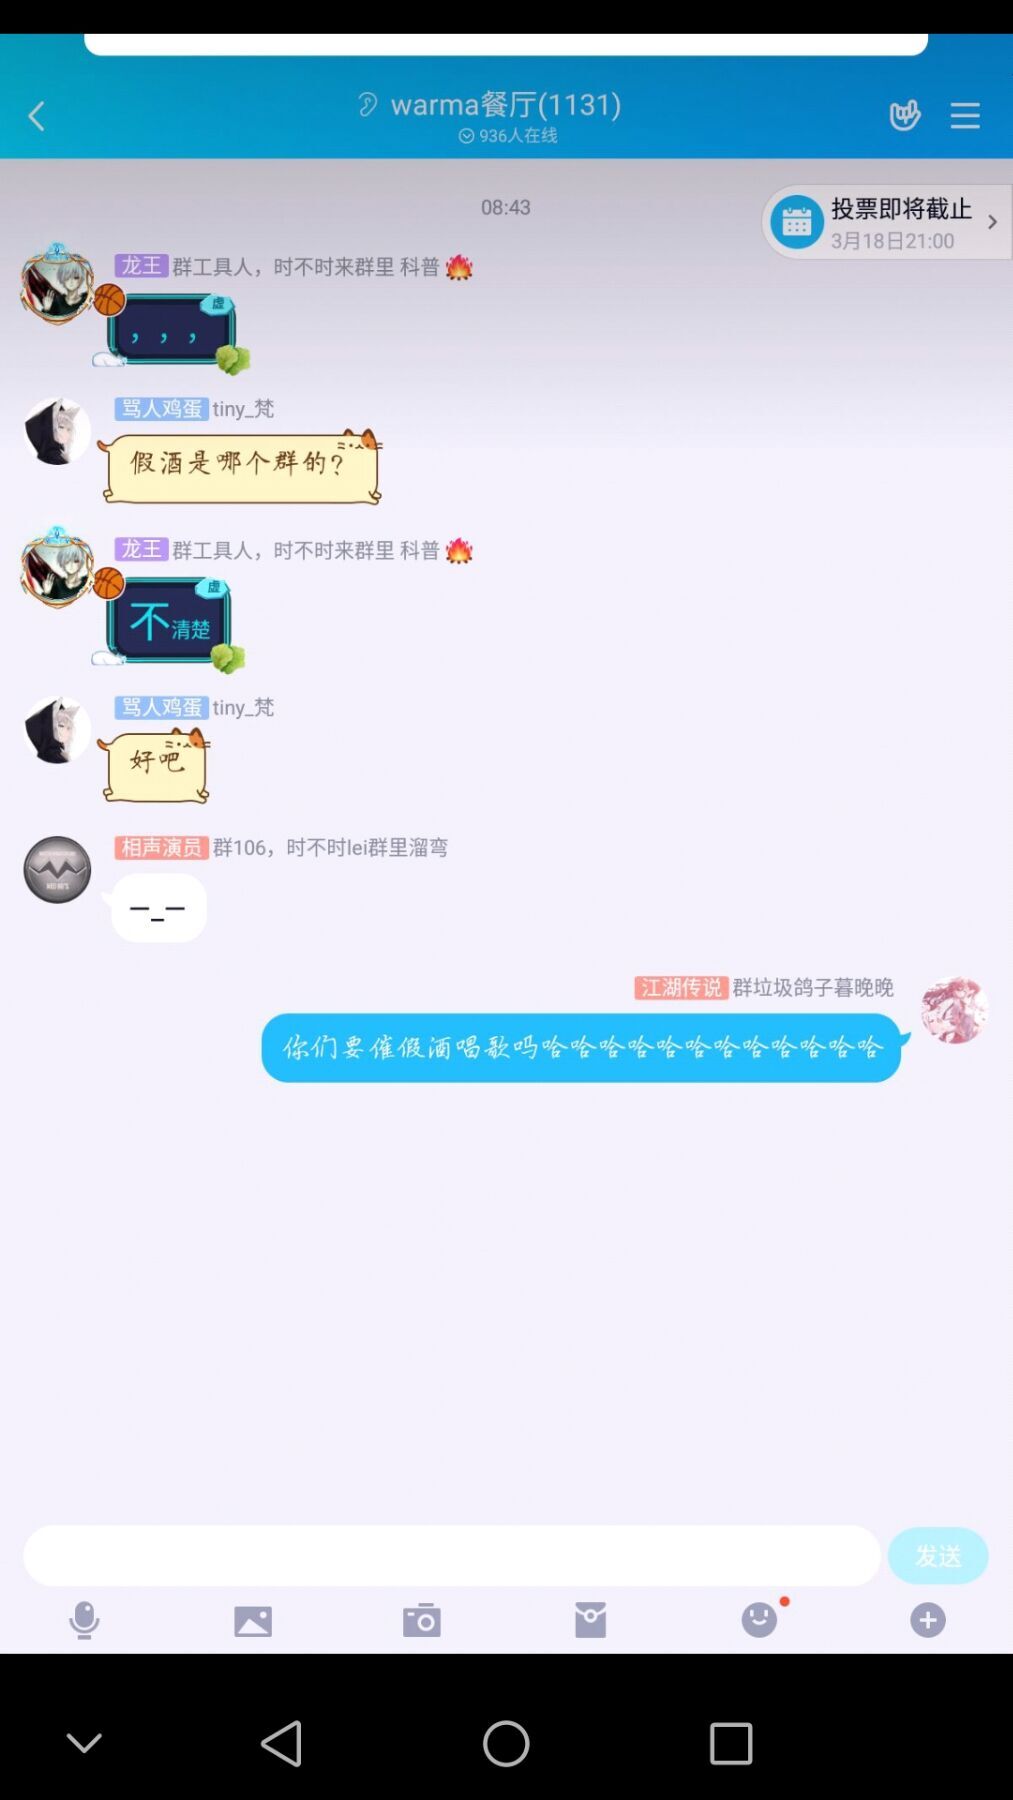 warma餐厅(1131)
936人在线
08:43
投票即将截止
3月18日21:00
龙王 群工具人，时不时来群里 科普🔥
虚
，，，
骂人鸡蛋 tiny_梵
假酒是哪个群的？
龙王 群工具人，时不时来群里 科普🔥
虚
不清楚
骂人鸡蛋 tiny_梵
好吧
相声演员 群106，时不时lei群里溜弯
一_一
江湖传说 群垃圾鸽子暮晚晚
你们要催假酒唱歌吗哈哈哈哈哈哈哈哈哈哈哈哈
发送